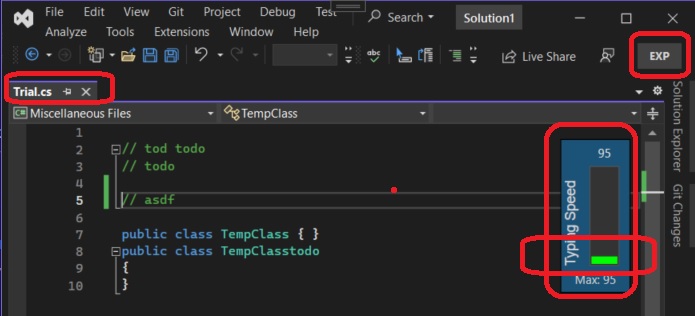 File Edit View Git Project Debug Test Search Solution1
Analyze Tools Extensions Window Help
abc Live Share EXP
Trial.cs
C# Miscellaneous Files TempClass
1
2 // tod todo
3 // todo
4
5 // asdf
6
7 public class TempClass { }
8 public class TempClasstodo
9 {
10 }
95
Typing Speed
Max: 95
Solution Explorer
Git Changes